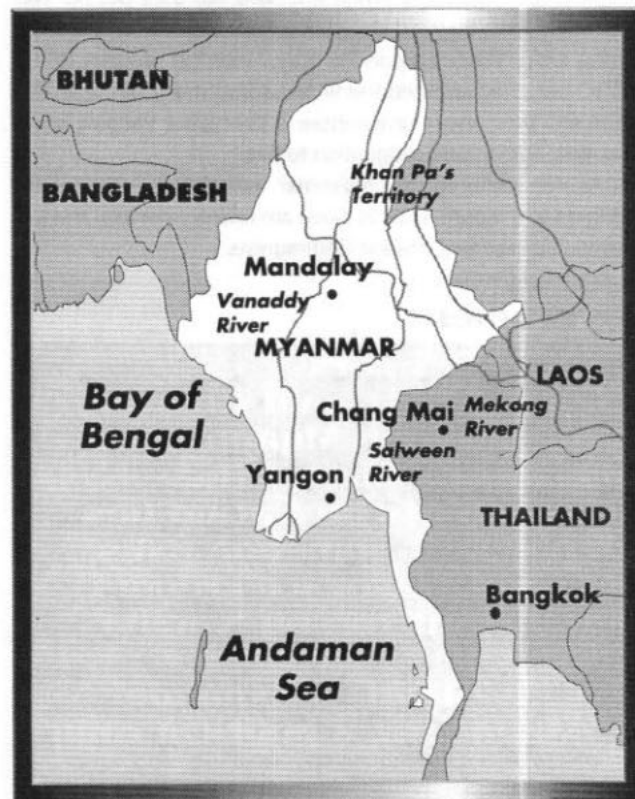 BHUTAN
Khan Pa's
Territory
BANGLADESH
Mandalay
Vanaddy
River
MYANMAR
LAOS
Bay of
Bengal
Chang Mai
Mekong
River
Salween
River
Yangon
THAILAND
Bangkok
Andaman
Sea